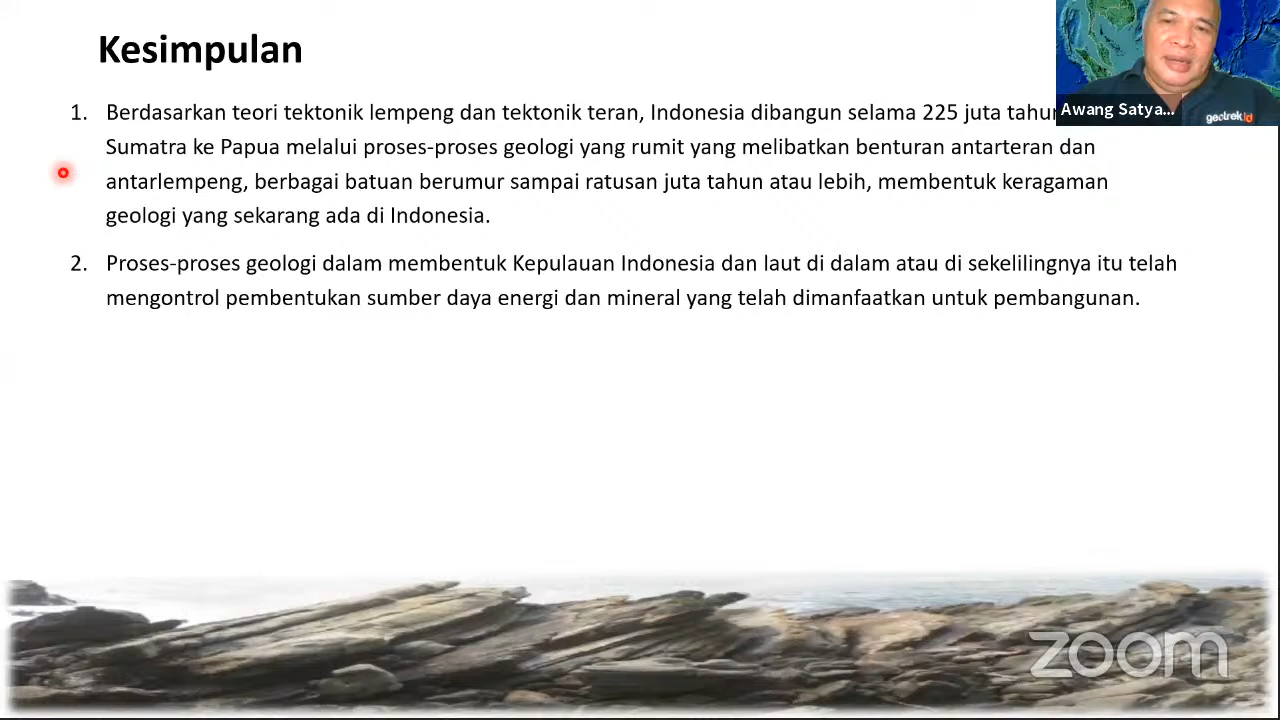 Kesimpulan
1. Berdasarkan teori tektonik lempeng dan tektonik teran, Indonesia dibangun selama 225 juta tahun
Sumatra ke Papua melalui proses-proses geologi yang rumit yang melibatkan benturan antarteran dan
antarlempeng, berbagai batuan berumur sampai ratusan juta tahun atau lebih, membentuk keragaman
geologi yang sekarang ada di Indonesia.
2. Proses-proses geologi dalam membentuk Kepulauan Indonesia dan laut di dalam atau di sekelilingnya itu telah
mengontrol pembentukan sumber daya energi dan mineral yang telah dimanfaatkan untuk pembangunan.
Awang Satya...
geotrek.id
zoom